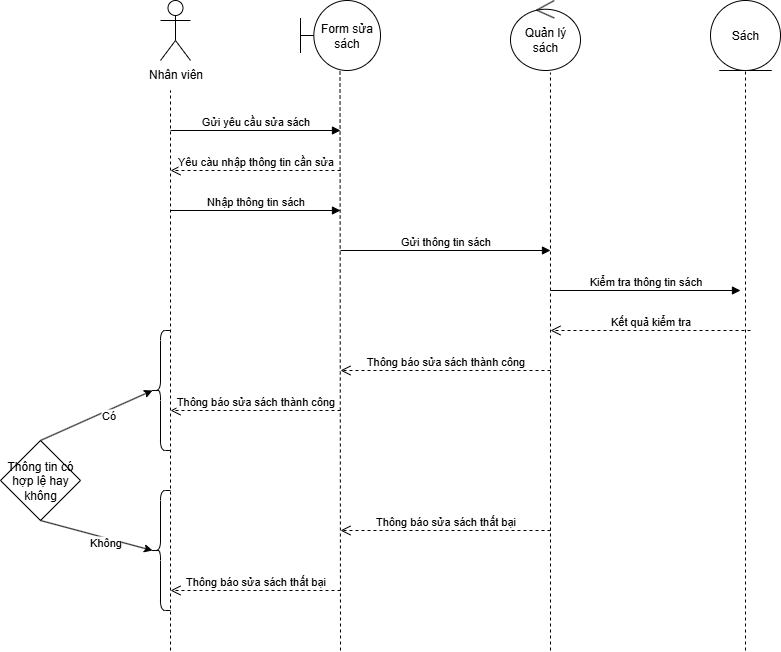 Form sửa
sách
Quản lý
sách
Sách
Nhân viên
Gửi yêu cầu sửa sách
Yêu càu nhập thông tin cần sửa
Nhập thông tin sách
Gửi thông tin sách
Kiểm tra thông tin sách
Kết quả kiểm tra
Thông báo sửa sách thành công
Thông báo sửa sách thành công
Có
Thông tin có
hợp lệ hay
không
Không
Thông báo sửa sách thất bại
Thông báo sửa sách thất bại